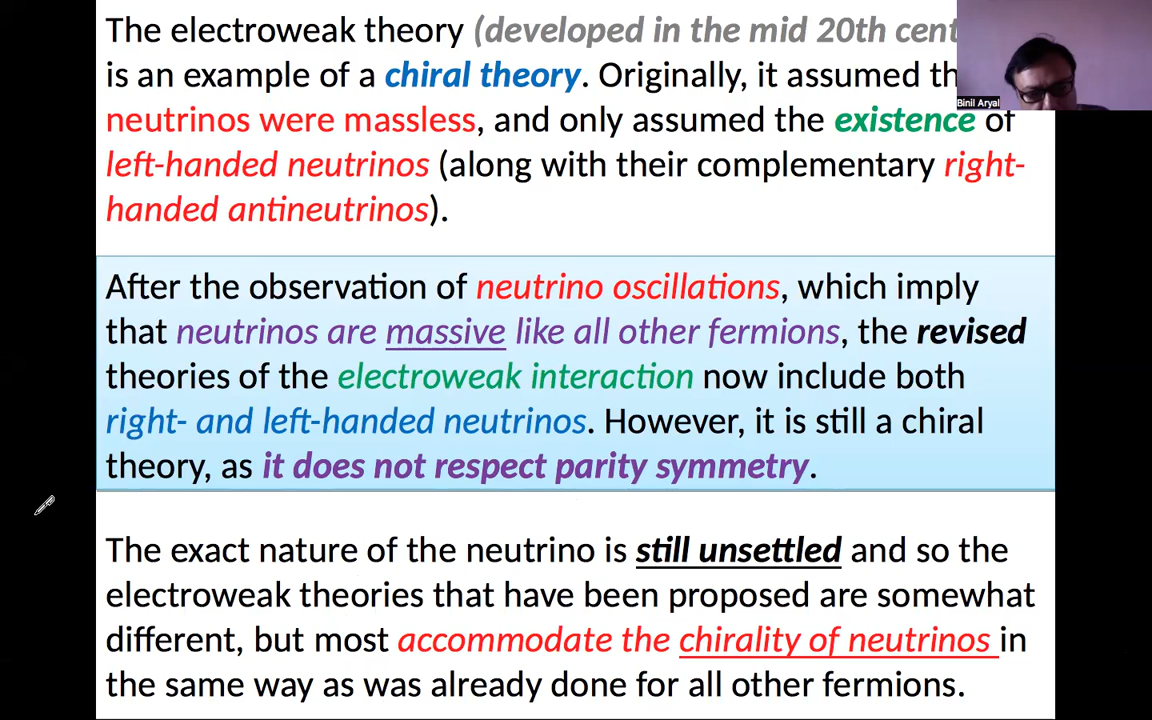 The electroweak theory (developed in the mid 20th cent
is an example of a chiral theory. Originally, it assumed th
neutrinos were massless, and only assumed the existence of
left-handed neutrinos (along with their complementary right-
handed antineutrinos).
After the observation of neutrino oscillations, which imply
that neutrinos are massive like all other fermions, the revised
theories of the electroweak interaction now include both
right- and left-handed neutrinos. However, it is still a chiral
theory, as it does not respect parity symmetry.
The exact nature of the neutrino is still unsettled and so the
electroweak theories that have been proposed are somewhat
different, but most accommodate the chirality of neutrinos in
the same way as was already done for all other fermions.
Binil Aryal